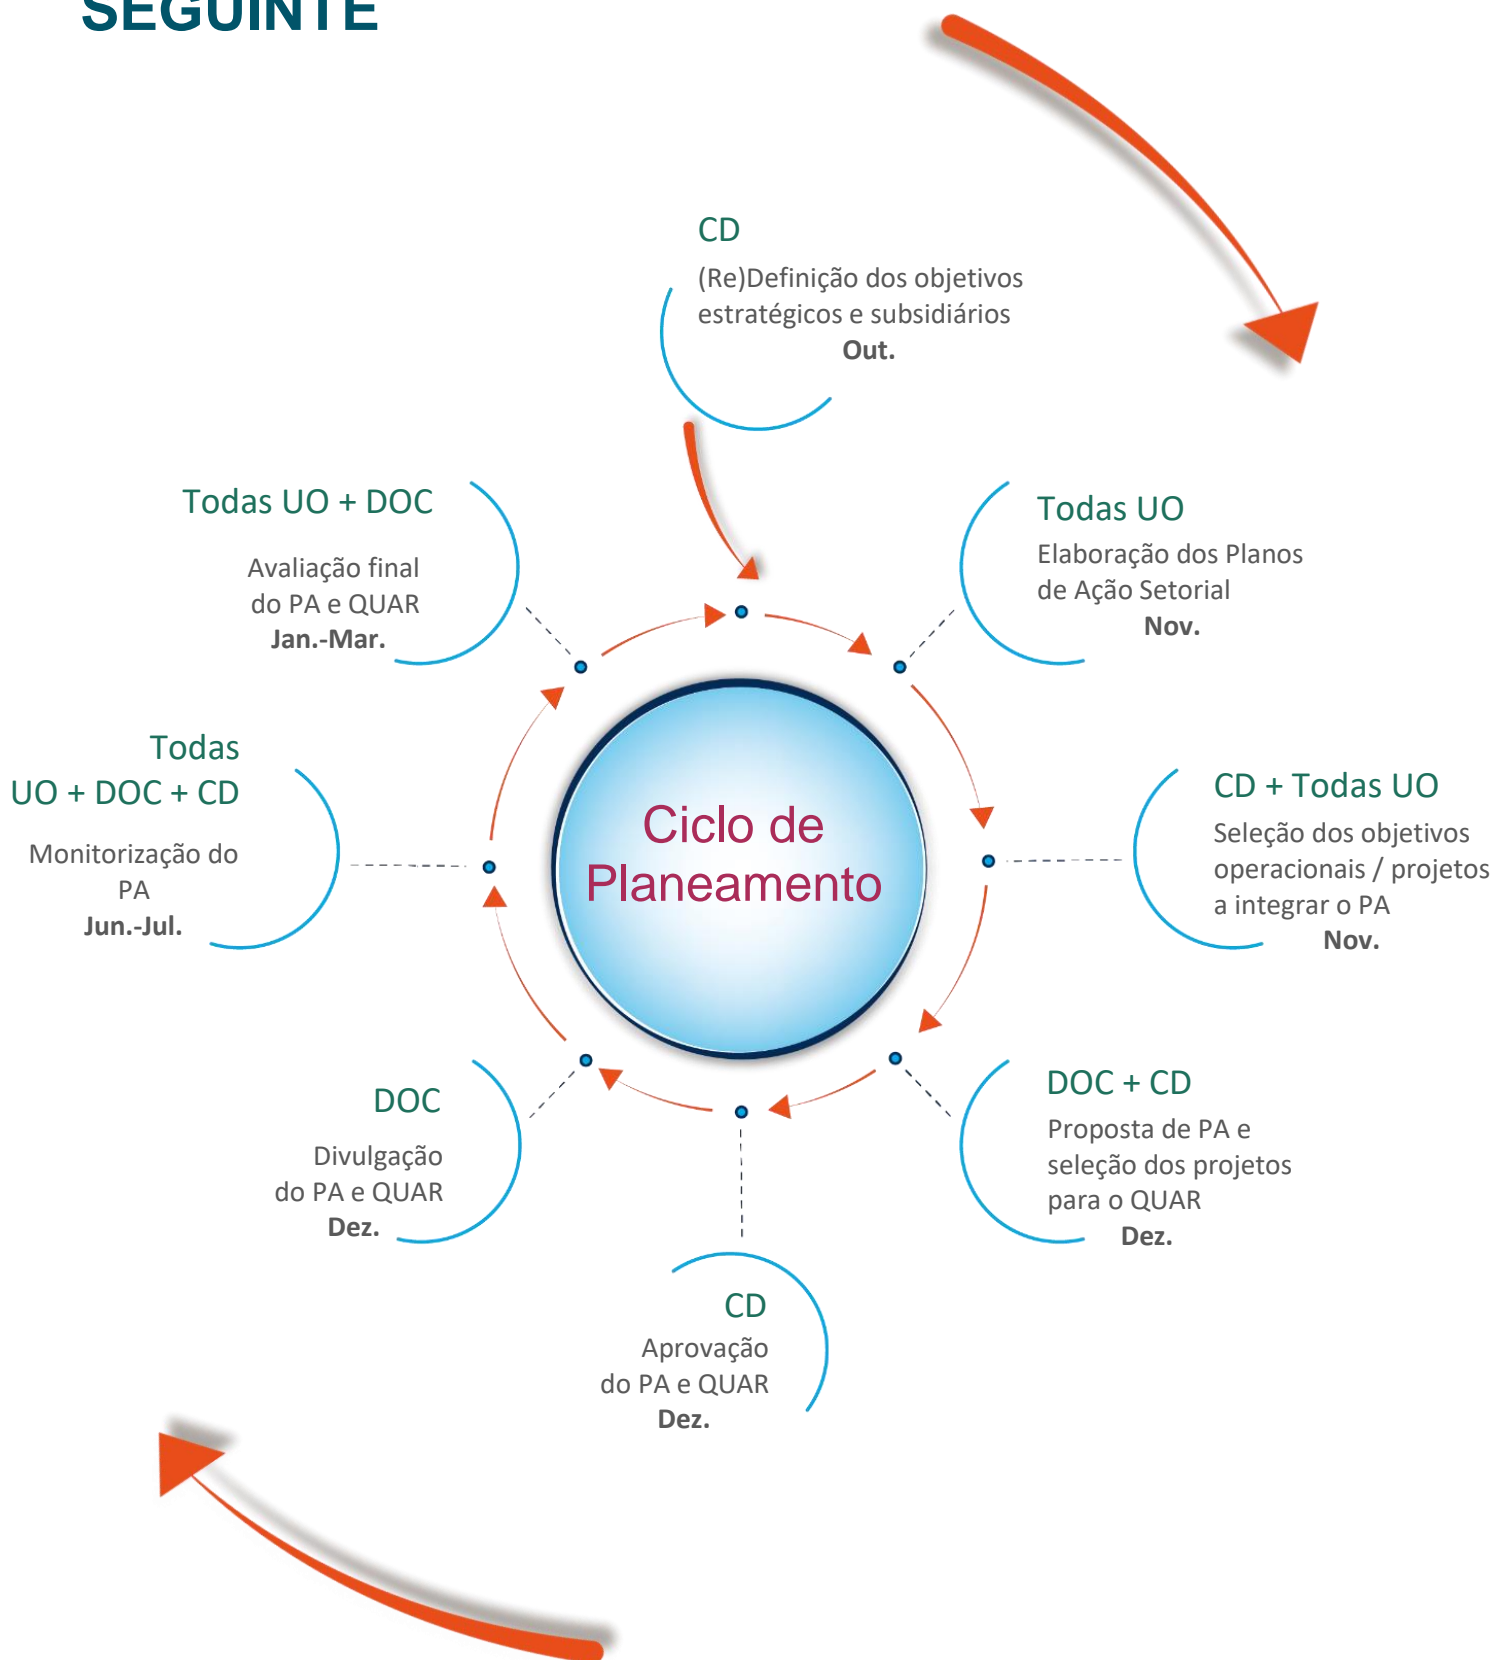 SEGUINTE
CD
(Re)Definição dos objetivos
estratégicos e subsidiários
Out.
Todas UO
Elaboração dos Planos
de Ação Setorial
Nov.
CD + Todas UO
Seleção dos objetivos
operacionais / projetos
a integrar o PA
Nov.
DOC + CD
Proposta de PA e
seleção dos projetos
para o QUAR
Dez.
CD
Aprovação
do PA e QUAR
Dez.
DOC
Divulgação
do PA e QUAR
Dez.
Todas
UO + DOC + CD
Monitorização do
PA
Jun.-Jul.
Todas UO + DOC
Avaliação final
do PA e QUAR
Jan.-Mar.
Ciclo de
Planeamento